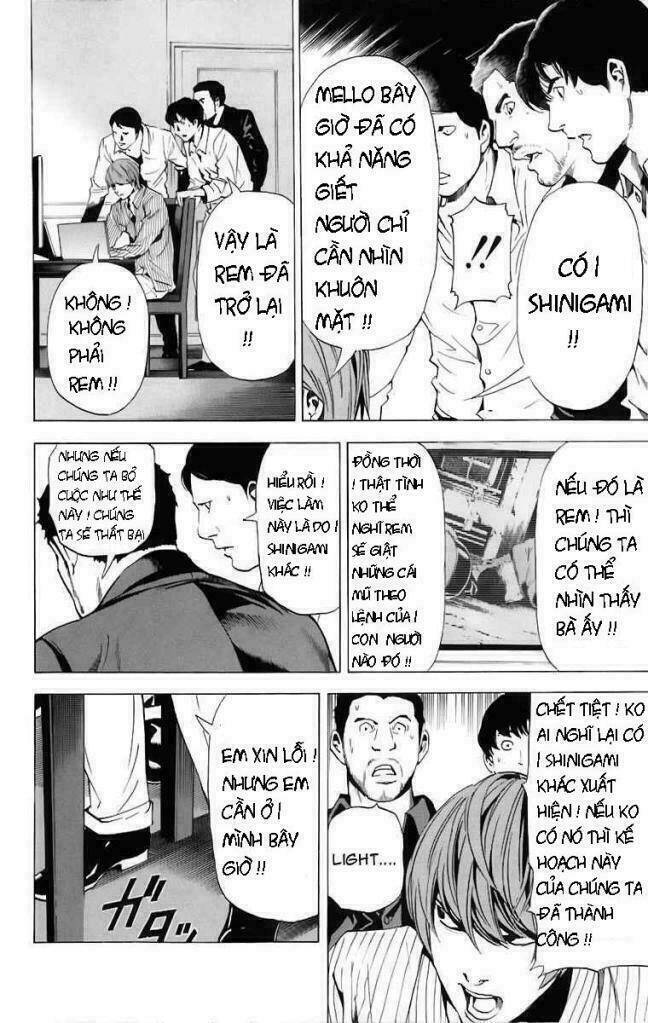 CÓ 1
SHINIGAMI
!!
!!
MELLO BÂY
GIỜ ĐÃ CÓ
KHẢ NĂNG
GIẾT
NGƯỜI CHỈ
CẦN NHÌN
KHUÔN
MẶT !!
VẬY LÀ
REM ĐÃ
TRỞ LẠI
!!
KHÔNG !
KHÔNG
PHẢI
REM !!
NẾU ĐÓ LÀ
REM ! THÌ
CHÚNG TA
CÓ THỂ
NHÌN THẤY
BÀ ẤY !!
ĐỒNG THỜI
! THẬT TÌNH
KO THỂ
NGHĨ REM
SẼ GIẬT
NHỮNG CÁI
MŨ THEO
LỆNH CỦA 1
CON NGƯỜI
NÀO ĐÓ !!
HIỂU RỒI !
VIỆC LÀM
NÀY LÀ DO 1
SHINIGAMI
KHÁC !!
NHƯNG NẾU
CHÚNG TA BỎ
CUỘC NHƯ THẾ
NÀY ! CHÚNG
TA SẼ THẤT BẠI
CHẾT TIỆT ! KO
AI NGHĨ LẠI CÓ
1 SHINIGAMI
KHÁC XUẤT
HIỆN ! NẾU KO
CÓ NÓ THÌ KẾ
HOẠCH NÀY
CỦA CHÚNG TA
ĐÃ THÀNH
CÔNG !!
LIGHT....
EM XIN LỖI !
NHƯNG EM
CẦN Ở 1
MÌNH BÂY
GIỜ !!
ガタッ